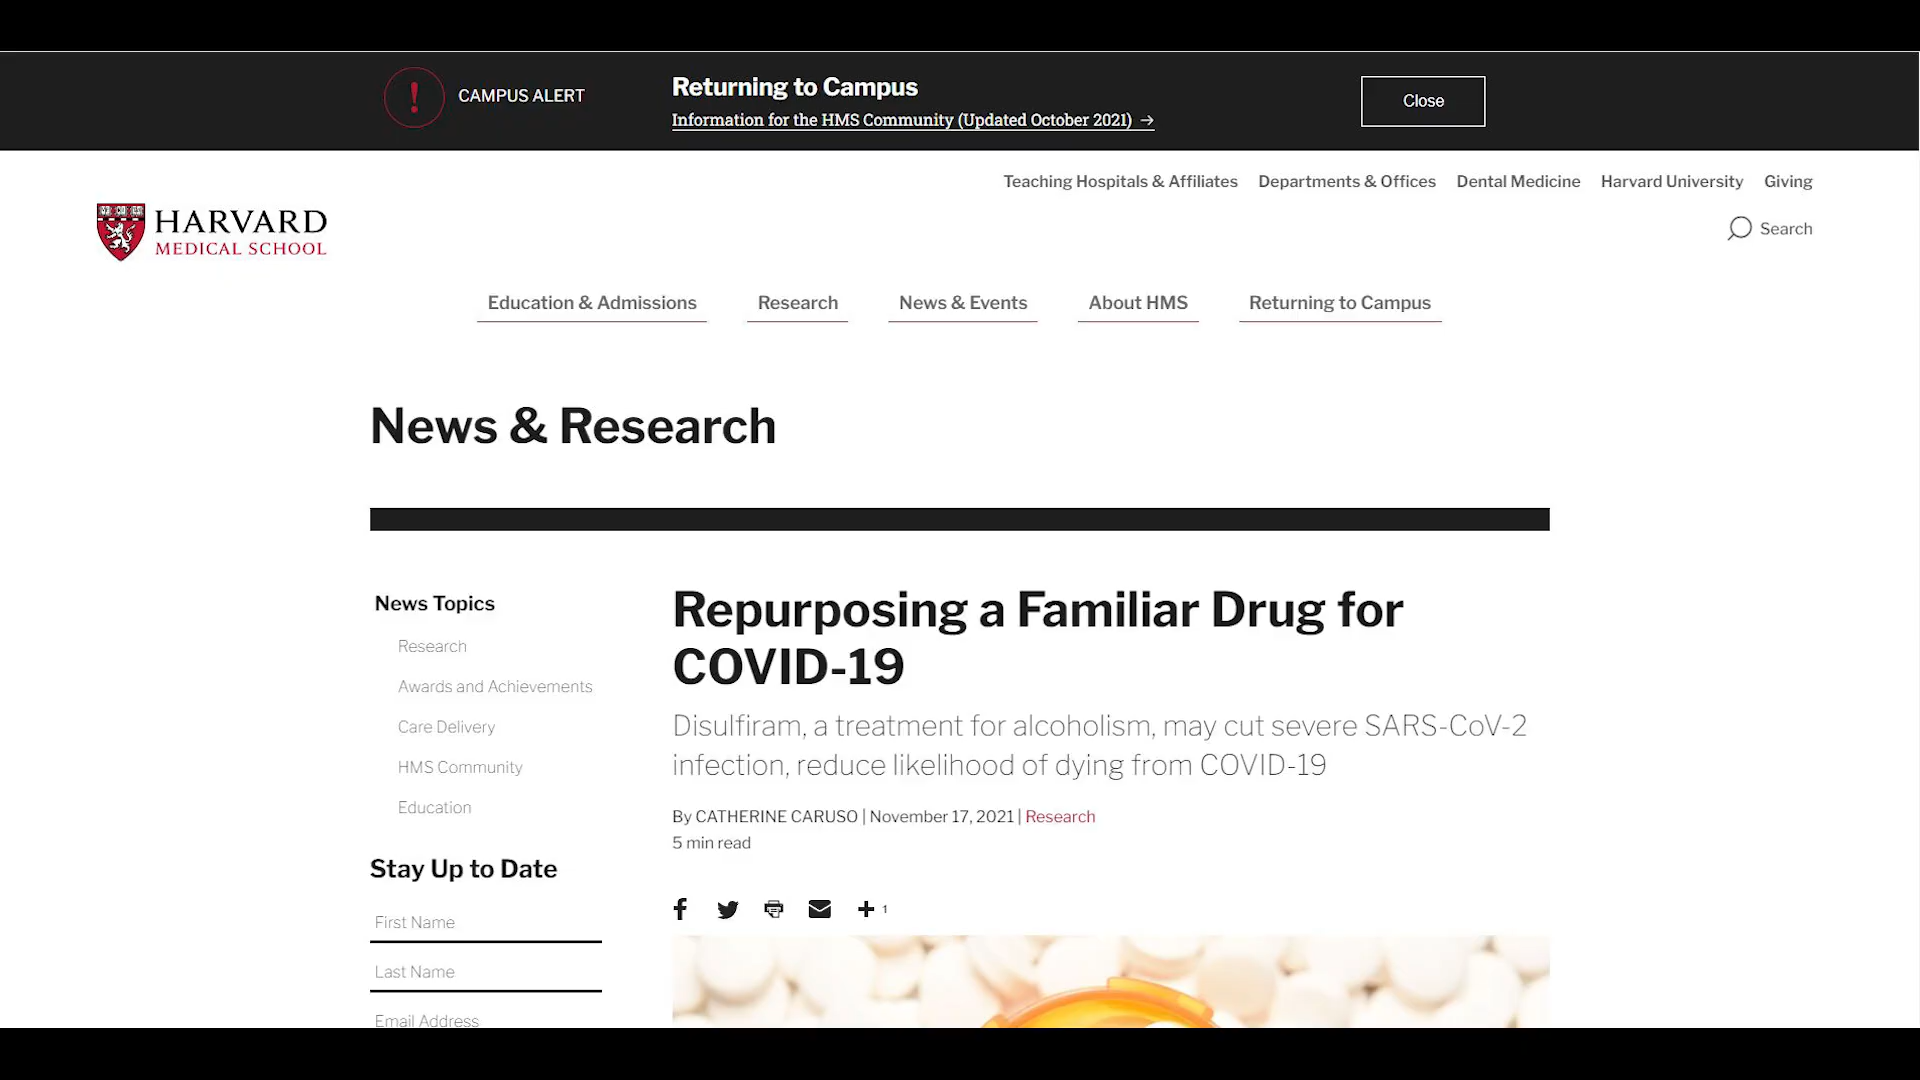 CAMPUS ALERT
Returning to Campus
Information for the HMS Community (Updated October 2021) →
Close
Teaching Hospitals & Affiliates Departments & Offices Dental Medicine Harvard University Giving
HARVARD
MEDICAL SCHOOL
Search
Education & Admissions Research News & Events About HMS Returning to Campus
News & Research
News Topics
Research
Awards and Achievements
Care Delivery
HMS Community
Education
Stay Up to Date
First Name
Last Name
Email Address
Repurposing a Familiar Drug for
COVID-19
Disulfiram, a treatment for alcoholism, may cut severe SARS-CoV-2
infection, reduce likelihood of dying from COVID-19
By CATHERINE CARUSO | November 17, 2021 | Research
5 min read
1